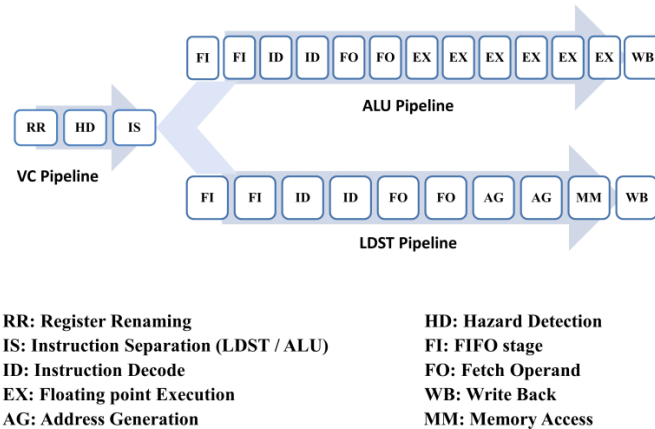 FI FI ID ID FO FO EX EX EX EX EX EX WB
ALU Pipeline
RR HD IS
VC Pipeline
FI FI ID ID FO FO AG AG MM WB
LDST Pipeline
RR: Register Renaming
HD: Hazard Detection
IS: Instruction Separation (LDST / ALU)
FI: FIFO stage
ID: Instruction Decode
FO: Fetch Operand
EX: Floating point Execution
WB: Write Back
AG: Address Generation
MM: Memory Access